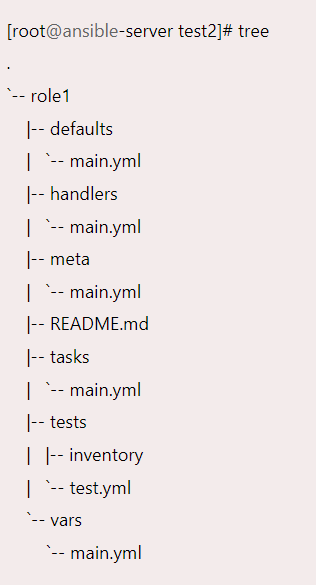 [root@ansible-server test2]# tree
.
`-- role1
    |-- defaults
    |   `-- main.yml
    |-- handlers
    |   `-- main.yml
    |-- meta
    |   `-- main.yml
    |-- README.md
    |-- tasks
    |   `-- main.yml
    |-- tests
    |   |-- inventory
    |   `-- test.yml
    `-- vars
        `-- main.yml